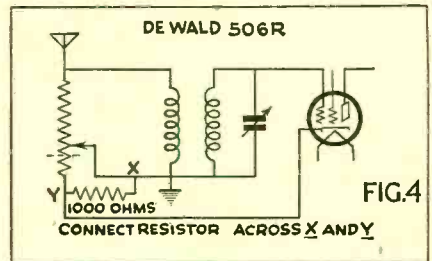 DE WALD 506R
X
Y
1000 OHMS
FIG.4
CONNECT RESISTOR ACROSS X AND Y